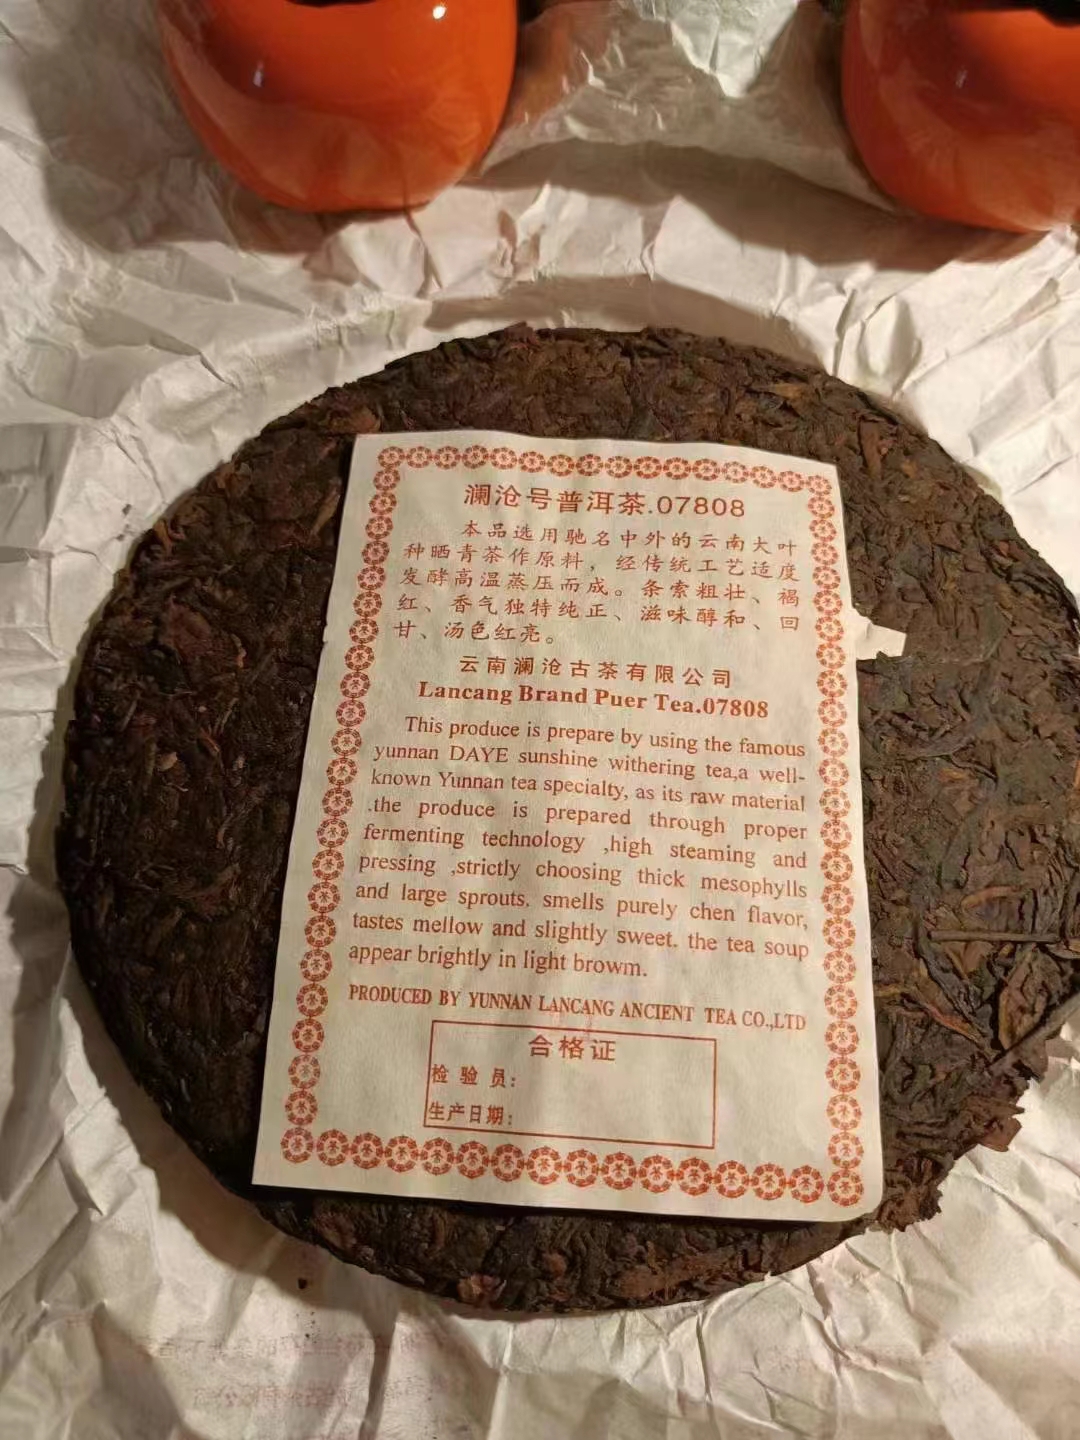 澜沧号普洱茶.07808
本品选用驰名中外的云南大叶
种晒青茶作原料，经传统工艺适度
发酵高温蒸压而成。条索粗壮、褐
红、香气独特纯正、滋味醇和、回
甘、汤色红亮。
云南澜沧古茶有限公司
Lancang Brand Puer Tea.07808
This produce is prepare by using the famous
yunnan DAYE sunshine withering tea,a well-
known Yunnan tea specialty, as its raw material
.the produce is prepared through proper
fermenting technology ,high steaming and
pressing ,strictly choosing thick mesophylls
and large sprouts. smells purely chen flavor,
tastes mellow and slightly sweet. the tea soup
appear brightly in light browm.
PRODUCED BY YUNNAN LANCANG ANCIENT TEA CO.,LTD
合格证
检验员：
生产日期：